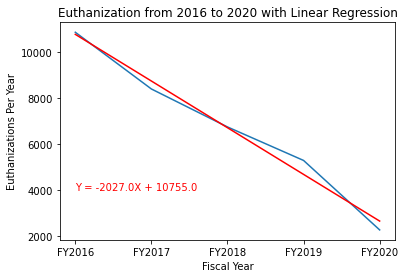 Euthanization from 2016 to 2020 with Linear Regression
Euthanizations Per Year
10000
8000
6000
4000
2000
Y = -2027.0X + 10755.0
FY2016 FY2017 FY2018 FY2019 FY2020
Fiscal Year